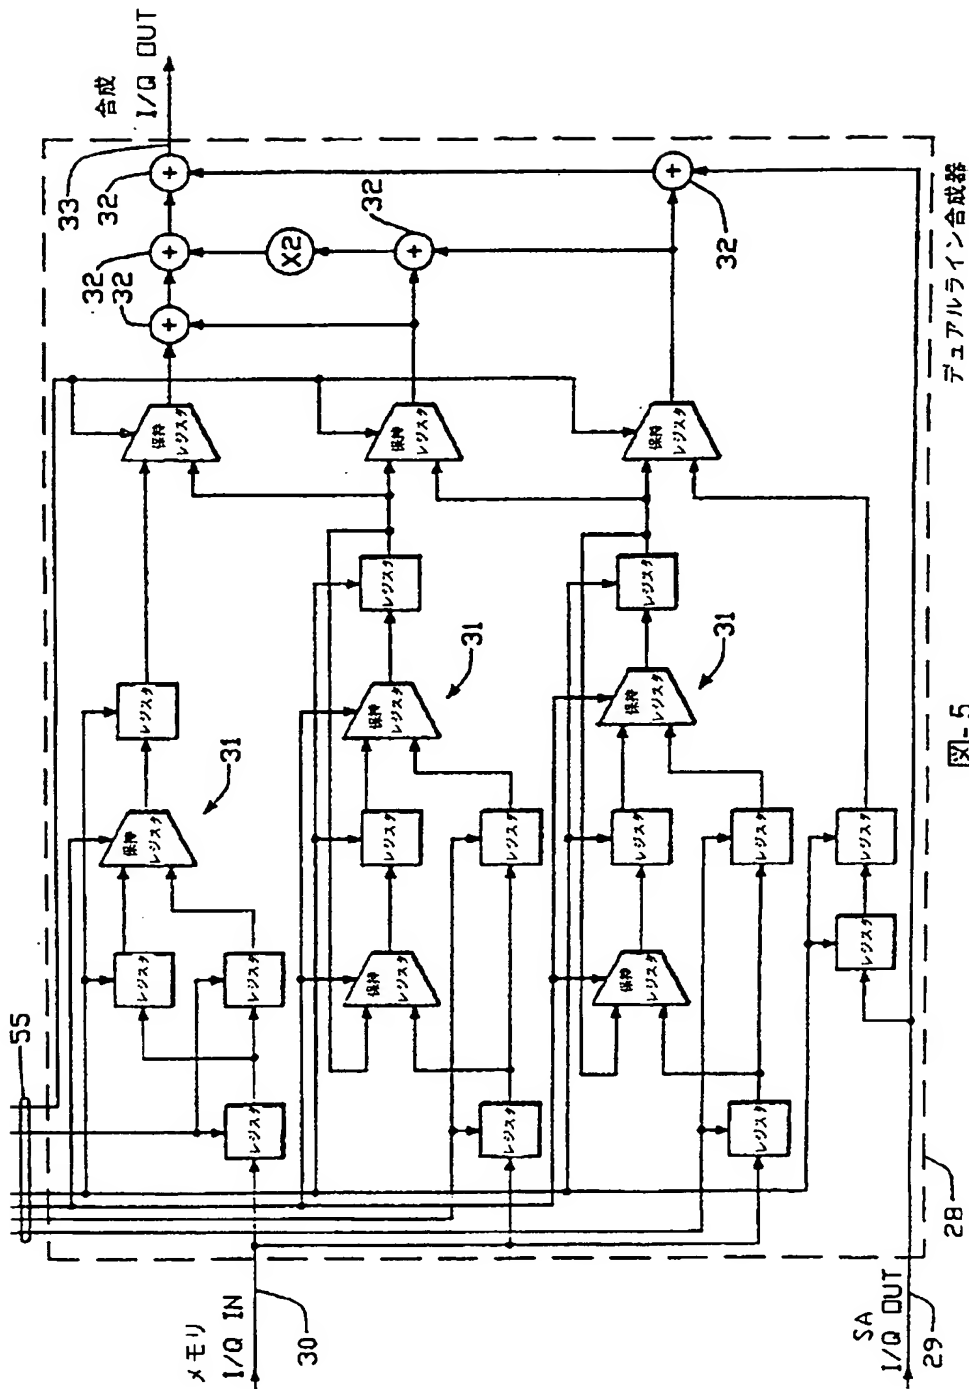 合成
I/Q OUT
33
32
32
32
32
32
X2
保持
レジスタ
保持
レジスタ
保持
レジスタ
レジスタ
レジスタ
保持
レジスタ
31
保持
レジスタ
31
レジスタ
保持
レジスタ
31
レジスタ
レジスタ
レジスタ
レジスタ
レジスタ
レジスタ
レジスタ
保持
レジスタ
保持
レジスタ
レジスタ
55
レジスタ
レジスタ
レジスタ
メモリ
I/Q IN
30
SA
I/Q OUT
29
28
デュアルライン合成器
図-5